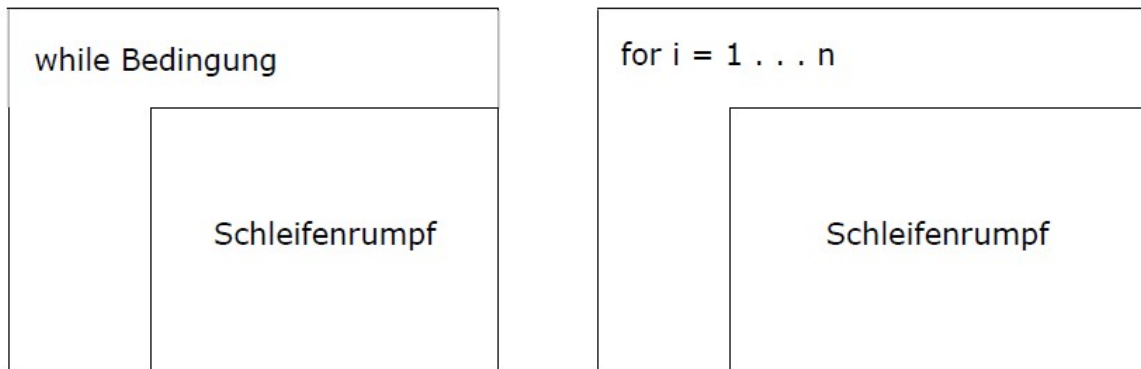 while Bedingung
Schleifenrumpf
for i = 1 . . . n
Schleifenrumpf